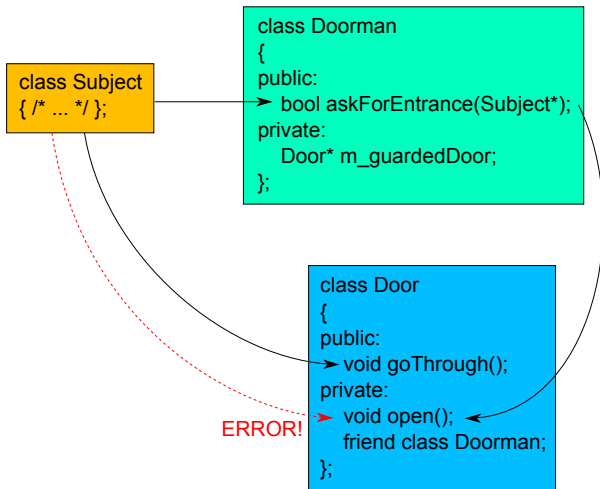 class Subject
{ /* ... */ };
class Doorman
{
public:
bool askForEntrance(Subject*);
private:
Door* m_guardedDoor;
};
class Door
{
public:
void goThrough();
private:
void open();
friend class Doorman;
};
ERROR!